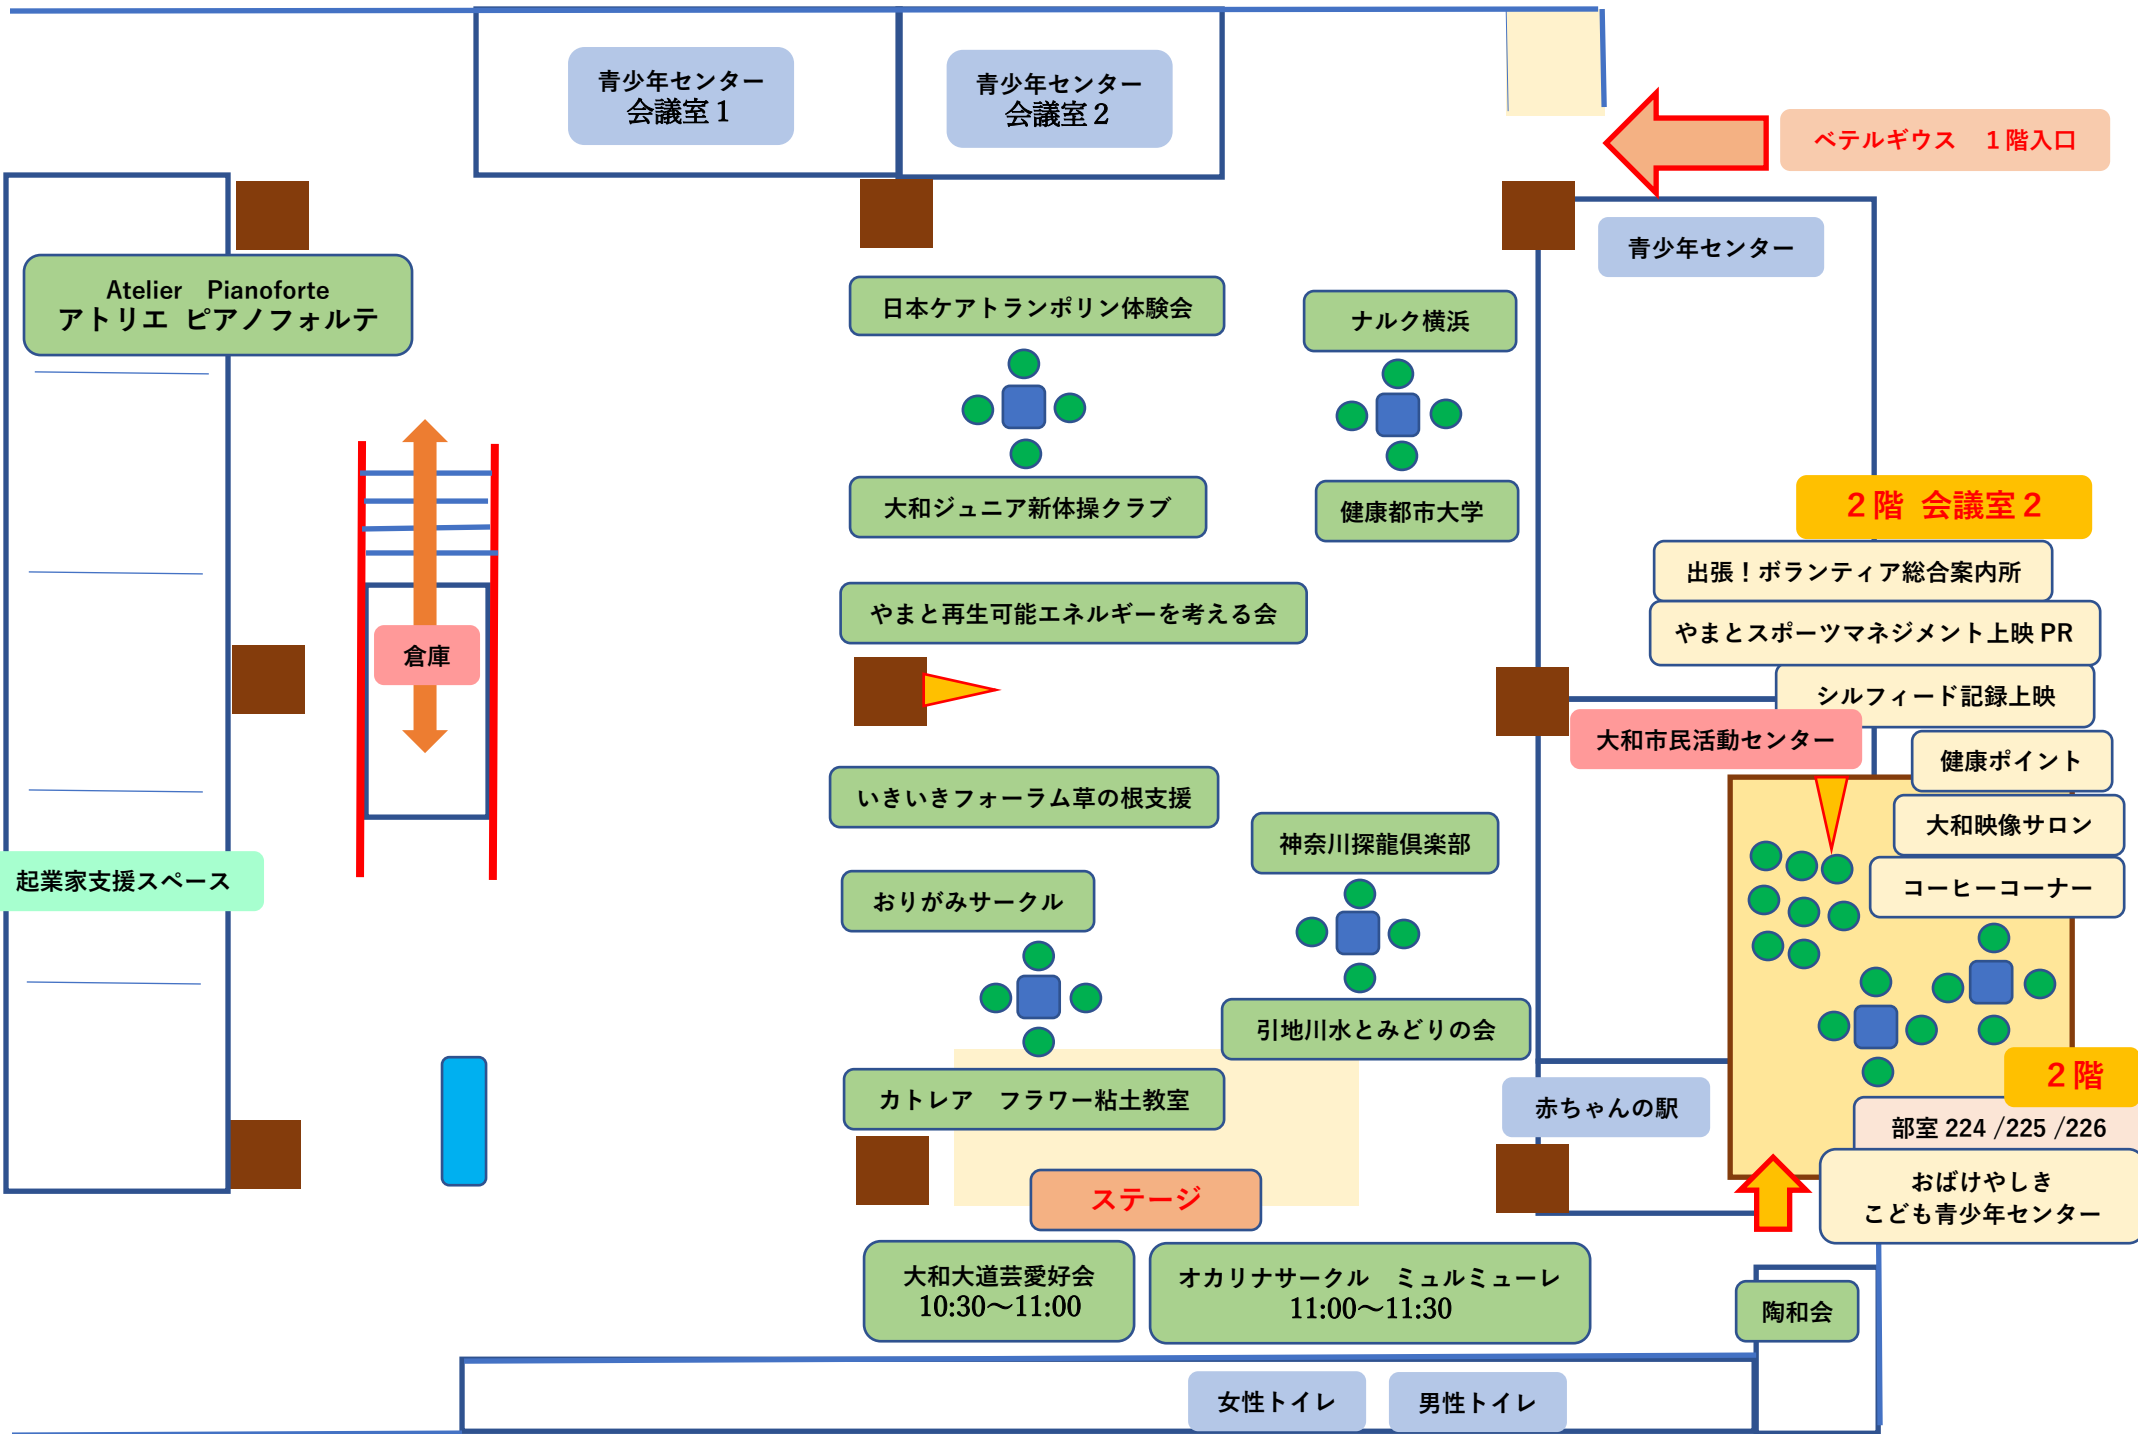 青少年センター
会議室１
青少年センター
会議室２
ベテルギウス　１階入口
青少年センター
Atelier　Pianoforte
アトリエ ピアノフォルテ
日本ケアトランポリン体験会
ナルク横浜
大和ジュニア新体操クラブ
健康都市大学
２階 会議室２
出張！ボランティア総合案内所
やまとスポーツマネジメント上映 PR
シルフィード記録上映
やまと再生可能エネルギーを考える会
倉庫
大和市民活動センター
健康ポイント
いきいきフォーラム草の根支援
大和映像サロン
神奈川探龍倶楽部
起業家支援スペース
おりがみサークル
コーヒーコーナー
引地川水とみどりの会
カトレア　フラワー粘土教室
赤ちゃんの駅
２階
部室 224 /225 /226
おばけやしき
こども青少年センター
ステージ
大和大道芸愛好会
10:30～11:00
オカリナサークル　ミュルミューレ
11:00～11:30
陶和会
女性トイレ
男性トイレ